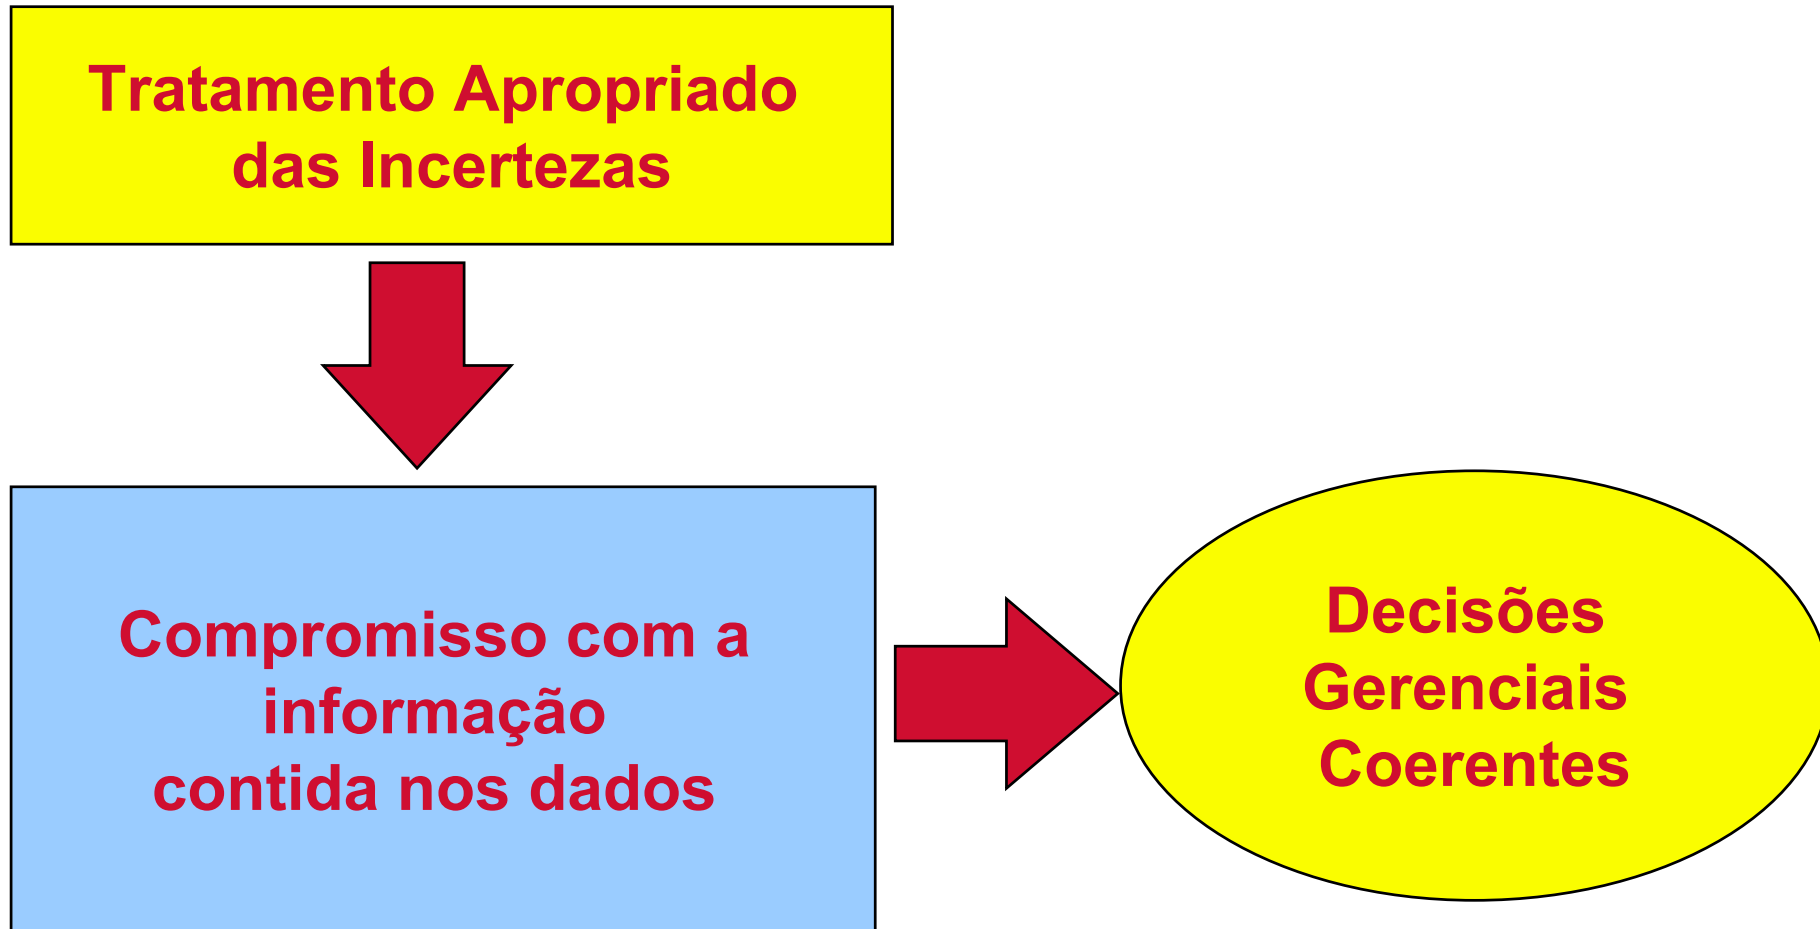 Tratamento Apropriado
das Incertezas
Compromisso com a
informação
contida nos dados
Decisões
Gerenciais
Coerentes